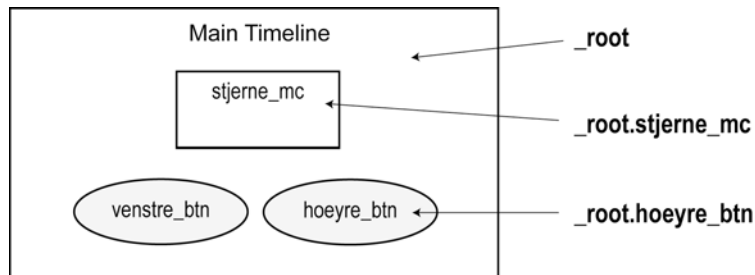 Main Timeline
_root
stjerne_mc
_root.stjerne_mc
venstre_btn
hoeyre_btn
_root.hoeyre_btn